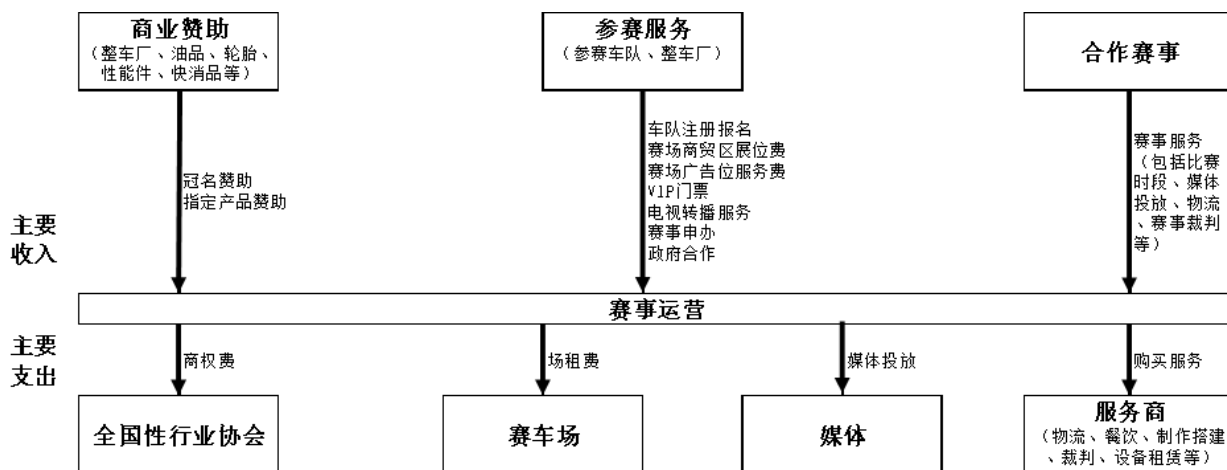 商业赞助
（整车厂、油品、轮胎、
性能件、快消品等）
参赛服务
（参赛车队、整车厂）
合作赛事
冠名赞助
指定产品赞助
车队注册报名
赛场商贸区展位费
赛场广告位服务费
VIP门票
电视转播服务
赛事申办
政府合作
赛事服务
（包括比赛
时段、媒体
投放、物流
、赛事裁判
等）
主要
收入
赛事运营
主要
支出
商权费
场租费
媒体投放
购买服务
全国性行业协会
赛车场
媒体
服务商
（物流、餐饮、制作搭建
、裁判、设备租赁等）